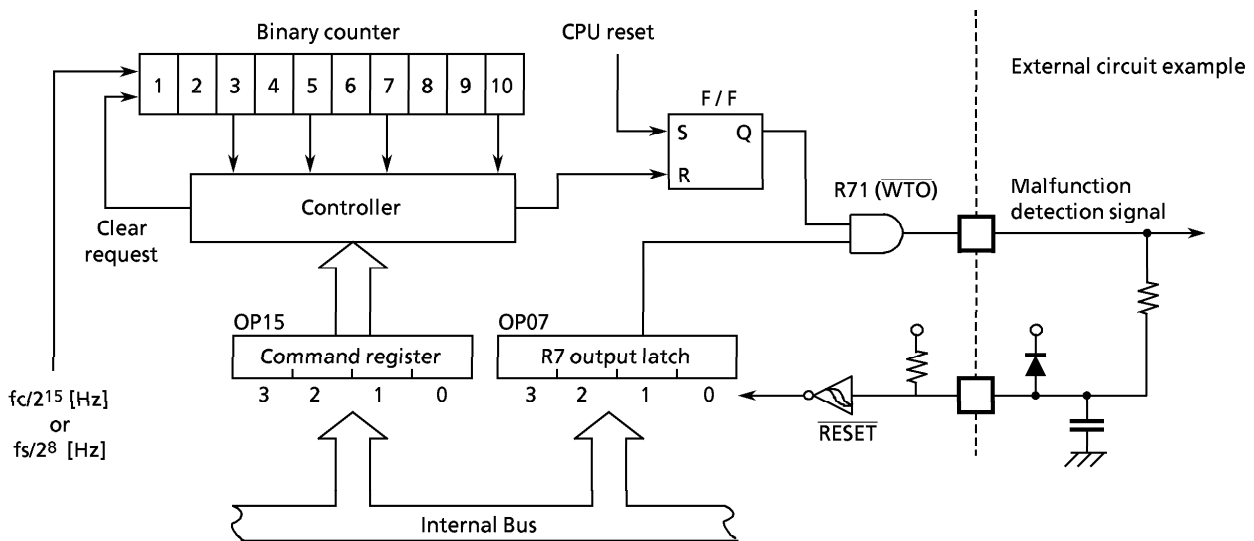 Binary counter
CPU reset
External circuit example
1 2 3 4 5 6 7 8 9 10
F / F
S Q
R
R71 (W̅T̅O̅)
Malfunction
detection signal
Controller
Clear
request
OP15
OP07
Command register
R7 output latch
3 2 1 0
3 2 1 0
fc/2¹⁵ [Hz]
or
fs/2⁸ [Hz]
R̅E̅S̅E̅T̅
Internal Bus